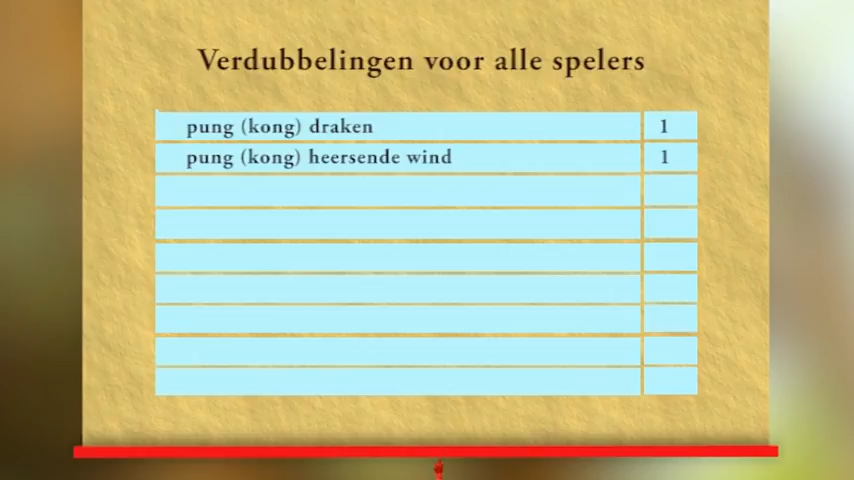 Verdubbelingen voor alle spelers
pung (kong) draken 1
pung (kong) heersende wind 1